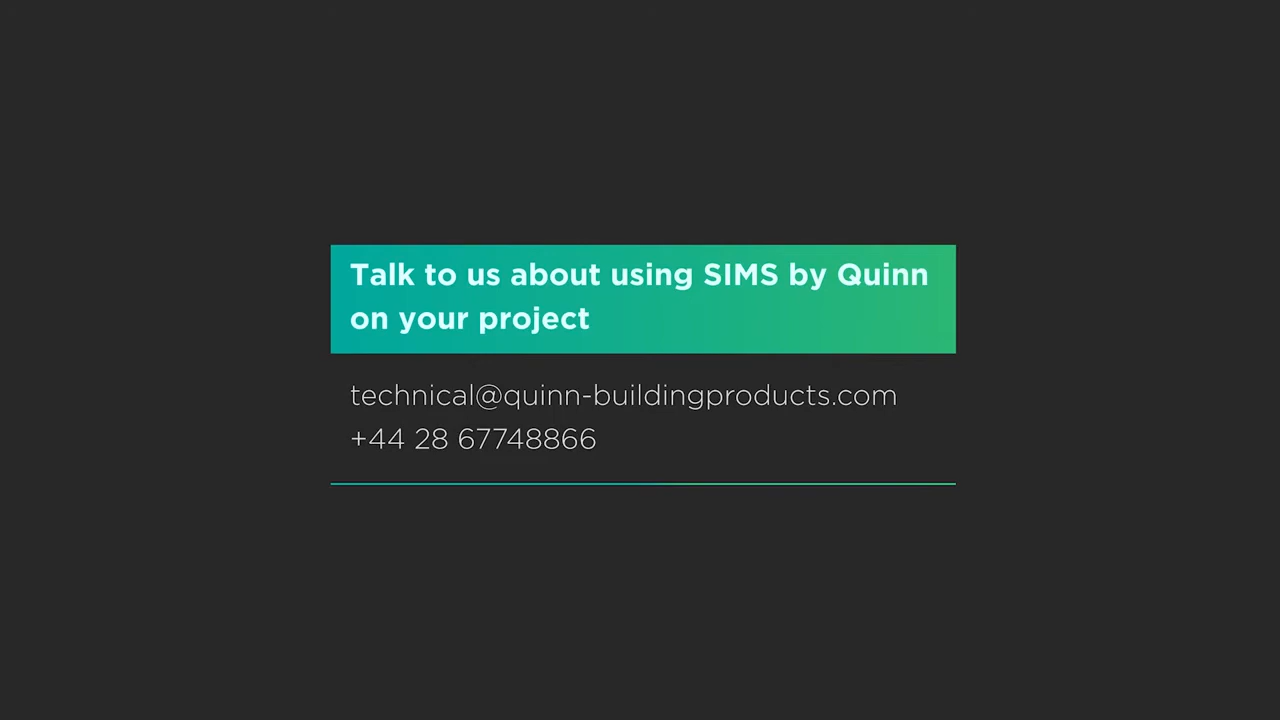 Talk to us about using SIMS by Quinn
on your project
technical@quinn-buildingproducts.com
+44 28 67748866